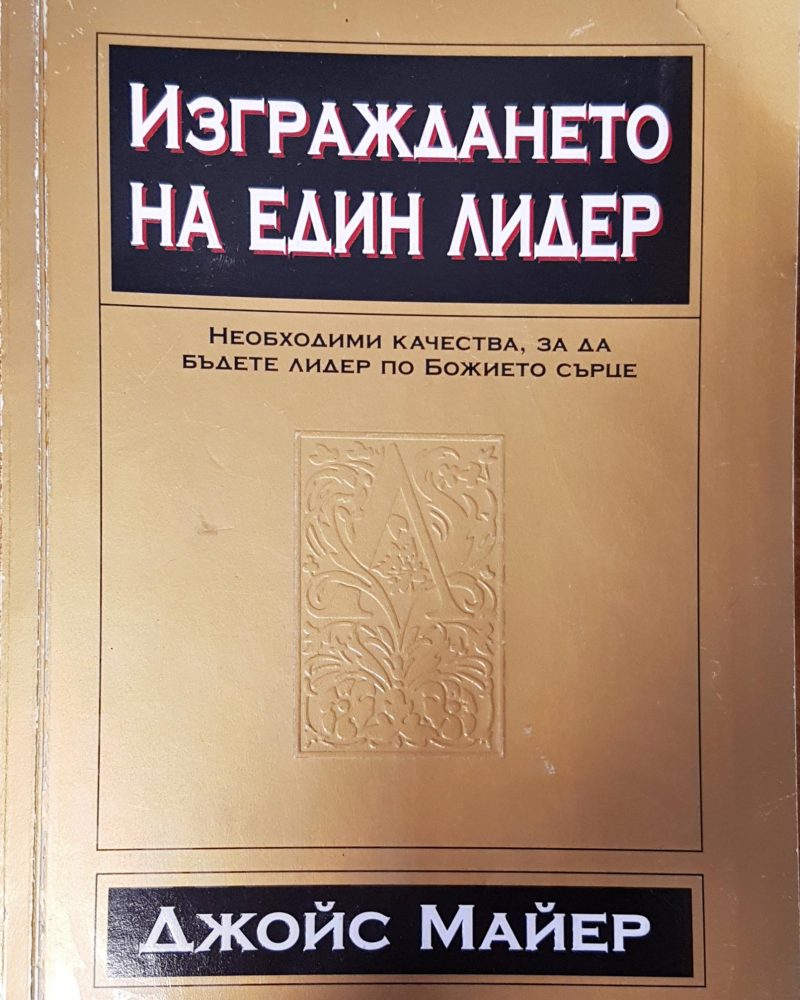 Изграждането
на един лидер
Необходими качества, за да
бъдете лидер по Божието сърце
А
Джойс Майер